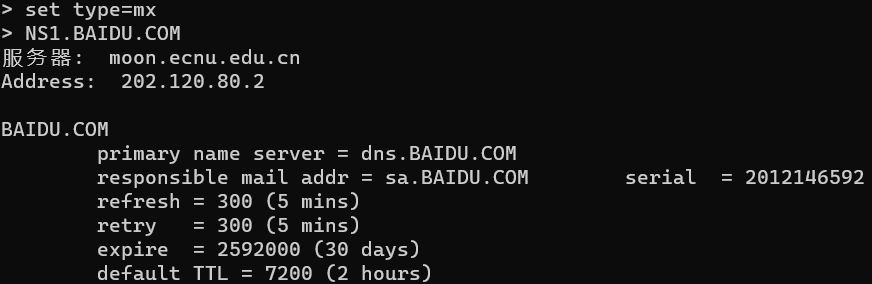 > set type=mx
> NS1.BAIDU.COM
服务器:  moon.ecnu.edu.cn
Address:  202.120.80.2

BAIDU.COM
        primary name server = dns.BAIDU.COM
        responsible mail addr = sa.BAIDU.COM        serial  = 2012146592
        refresh = 300 (5 mins)
        retry   = 300 (5 mins)
        expire  = 2592000 (30 days)
        default TTL = 7200 (2 hours)